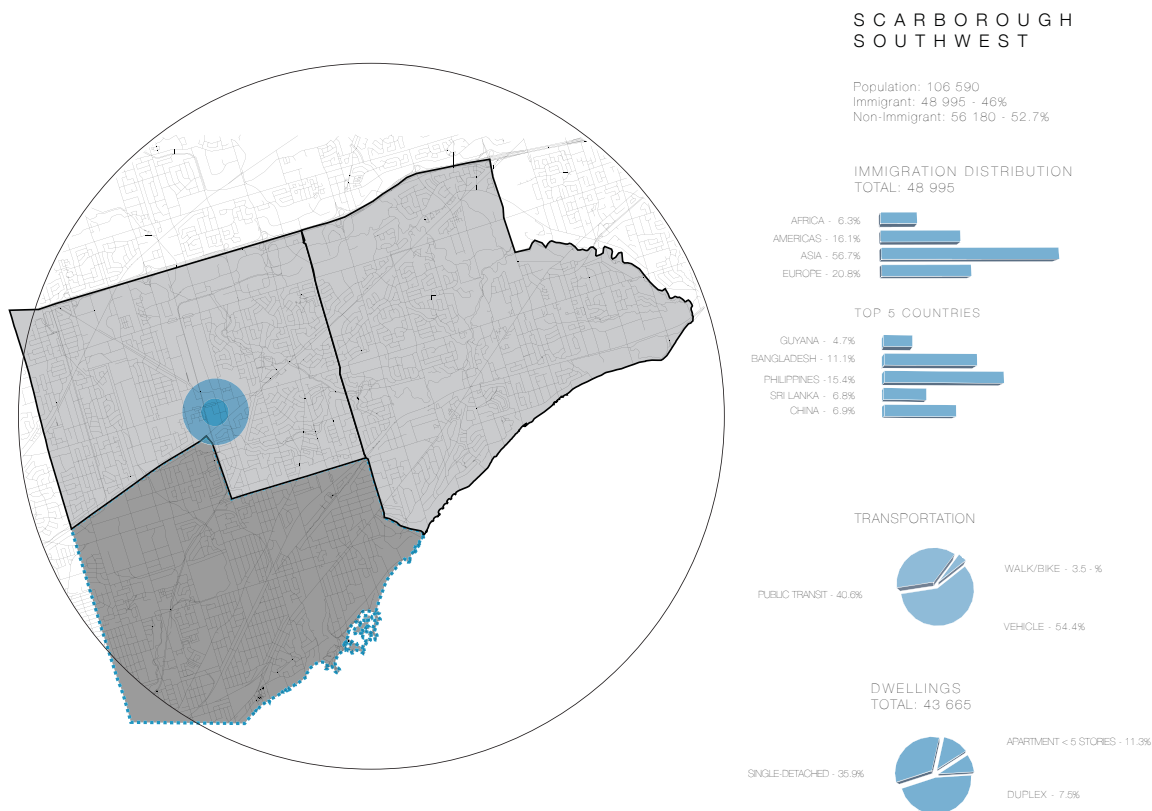 SCARBOROUGH
SOUTHWEST
Population: 106 590
Immigrant: 48 995 - 46%
Non-Immigrant: 56 180 - 52.7%
IMMIGRATION DISTRIBUTION
TOTAL: 48 995
AFRICA - 6.3%
AMERICAS - 16.1%
ASIA - 56.7%
EUROPE - 20.8%
TOP 5 COUNTRIES
GUYANA - 4.7%
BANGLADESH - 11.1%
PHILIPPINES -15.4%
SRI LANKA - 6.8%
CHINA - 6.9%
TRANSPORTATION
WALK/BIKE - 3.5 -%
PUBLIC TRANSIT - 40.6%
VEHICLE - 54.4%
DWELLINGS
TOTAL: 43 665
APARTMENT < 5 STORIES - 11.3%
SINGLE-DETACHED - 35.9%
DUPLEX - 7.5%